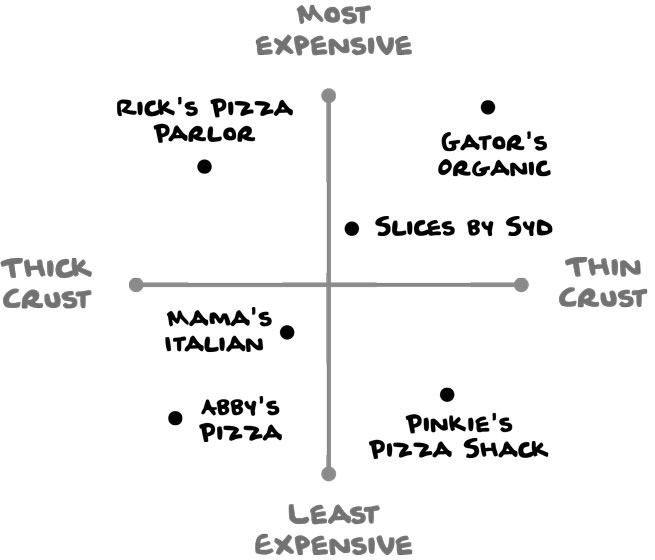 MOST
EXPENSIVE
RICK'S PIZZA
PARLOR
GATOR'S
ORGANIC
SLICES BY SYD
THICK
CRUST
THIN
CRUST
MAMA'S
ITALIAN
ABBY'S
PIZZA
PINKIE'S
PIZZA SHACK
LEAST
EXPENSIVE